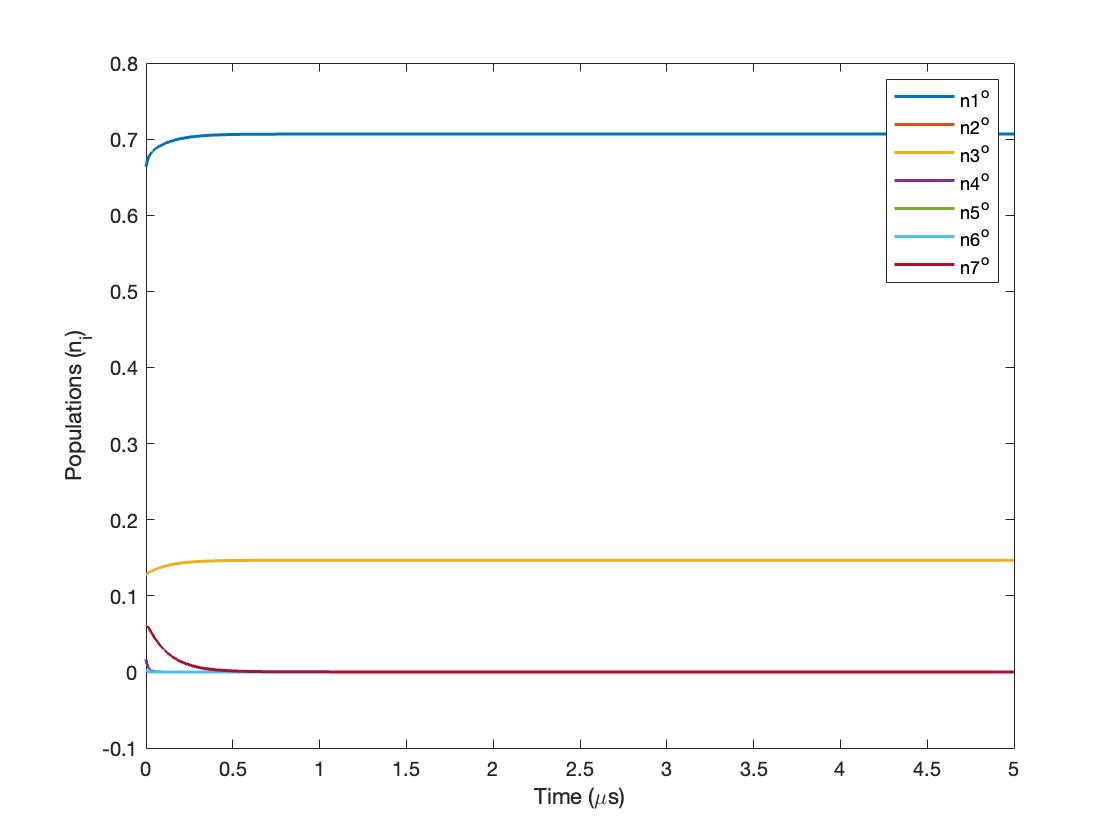 0.8
0.7
0.6
0.5
0.4
0.3
0.2
0.1
0
-0.1
Populations (n_i)
n1^o
n2^o
n3^o
n4^o
n5^o
n6^o
n7^o
0 0.5 1 1.5 2 2.5 3 3.5 4 4.5 5
Time (μs)